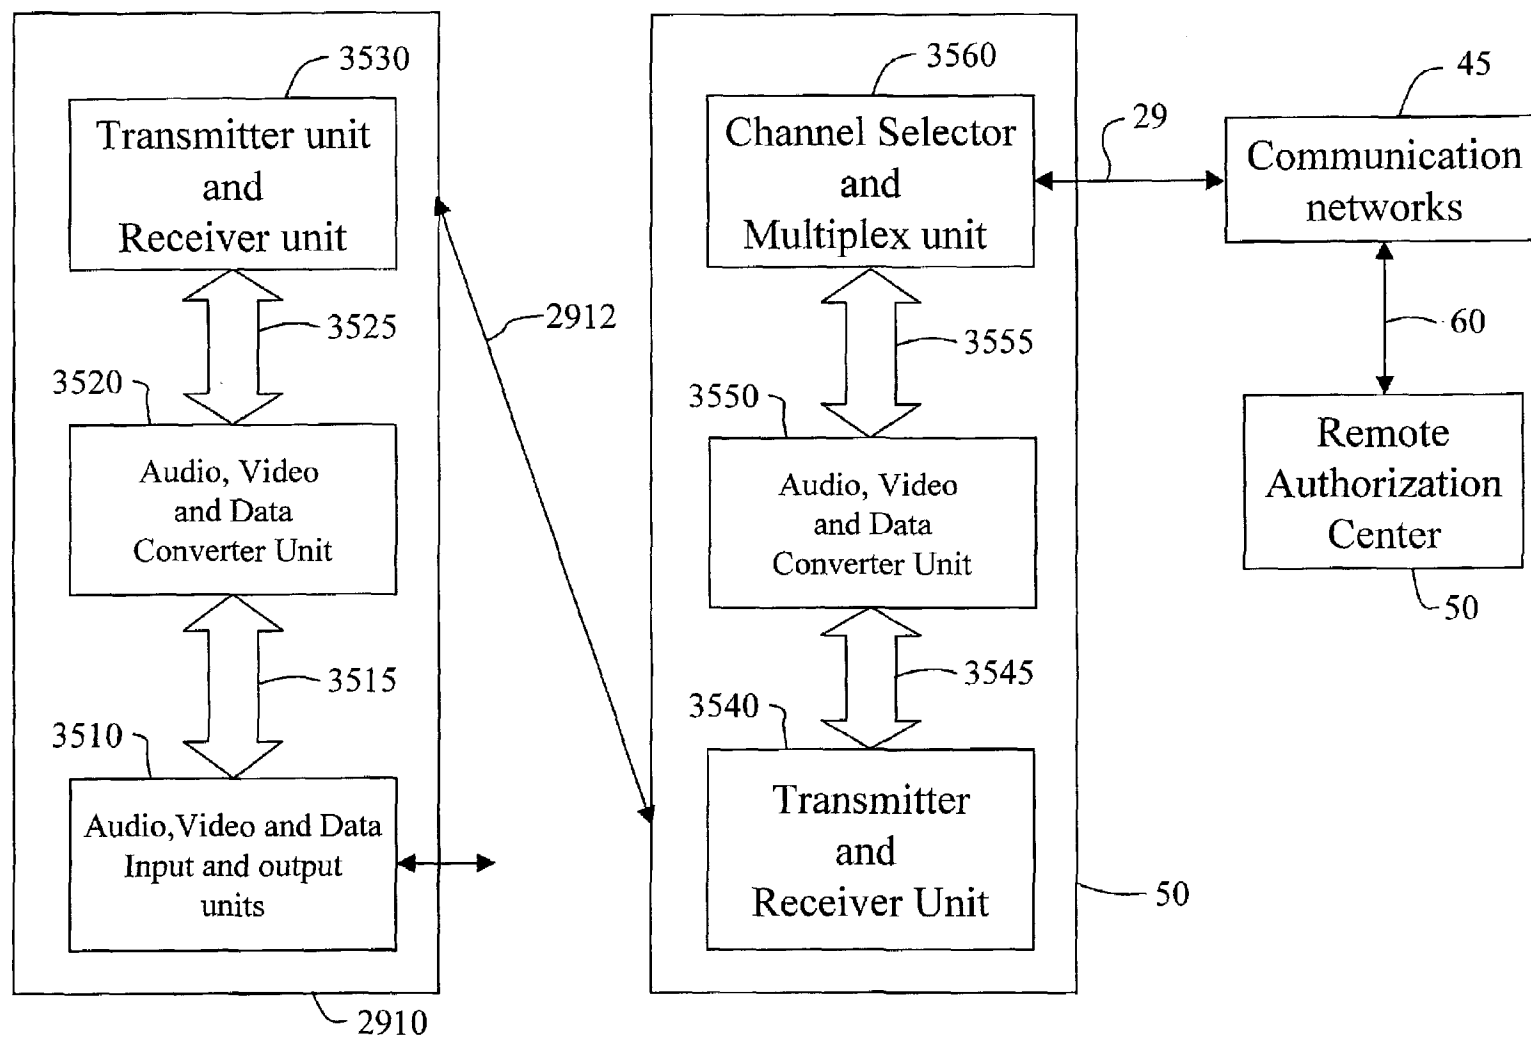 3530
Transmitter unit
and
Receiver unit
3525
3520
Audio, Video
and Data
Converter Unit
3515
3510
Audio,Video and Data
Input and output
units
2910
2912
3560
Channel Selector
and
Multiplex unit
3555
3550
Audio, Video
and Data
Converter Unit
3545
3540
Transmitter
and
Receiver Unit
50
29
45
Communication
networks
60
Remote
Authorization
Center
50